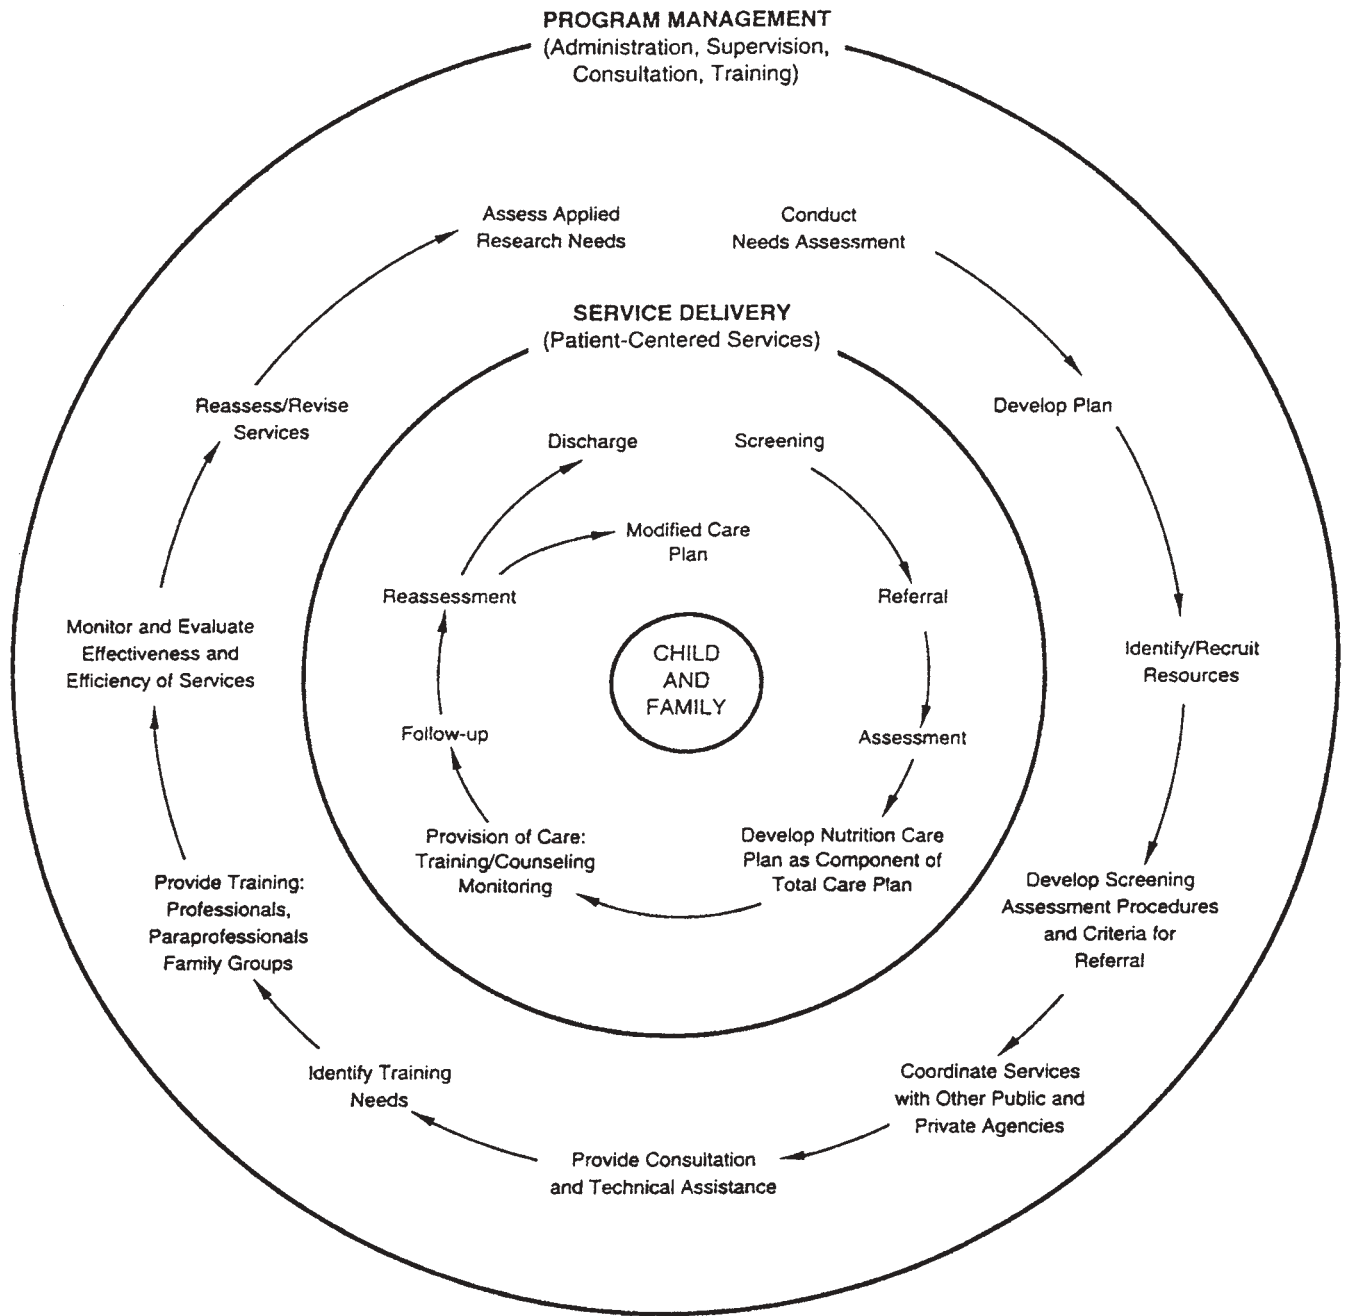 PROGRAM MANAGEMENT
(Administration, Supervision,
Consultation, Training)
Assess Applied
Research Needs
Conduct
Needs Assessment
SERVICE DELIVERY
(Patient-Centered Services)
Reassess/Revise
Services
Develop Plan
Discharge
Screening
Modified Care
Plan
Reassessment
Referral
Monitor and Evaluate
Effectiveness and
Efficiency of Services
CHILD
AND
FAMILY
Identify/Recruit
Resources
Follow-up
Assessment
Provision of Care:
Training/Counseling
Monitoring
Develop Nutrition Care
Plan as Component of
Total Care Plan
Provide Training:
Professionals,
Paraprofessionals
Family Groups
Develop Screening
Assessment Procedures
and Criteria for
Referral
Identify Training
Needs
Coordinate Services
with Other Public and
Private Agencies
Provide Consultation
and Technical Assistance